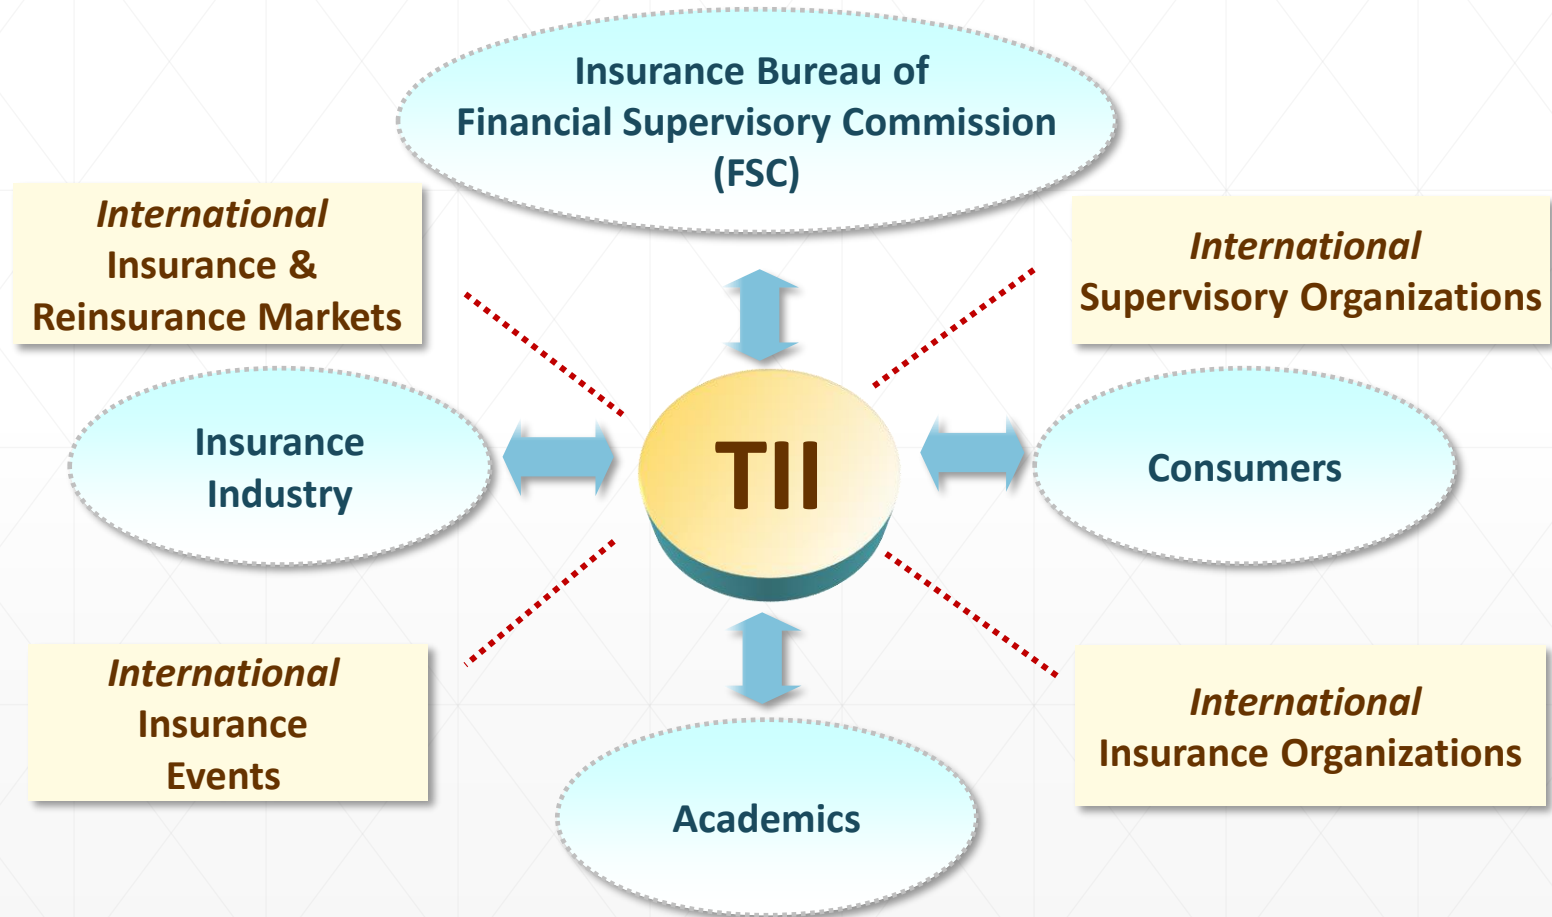 Insurance Bureau of
Financial Supervisory Commission
(FSC)
International
Insurance &
Reinsurance Markets
International
Supervisory Organizations
Insurance
Industry
TII
Consumers
International
Insurance
Events
International
Insurance Organizations
Academics